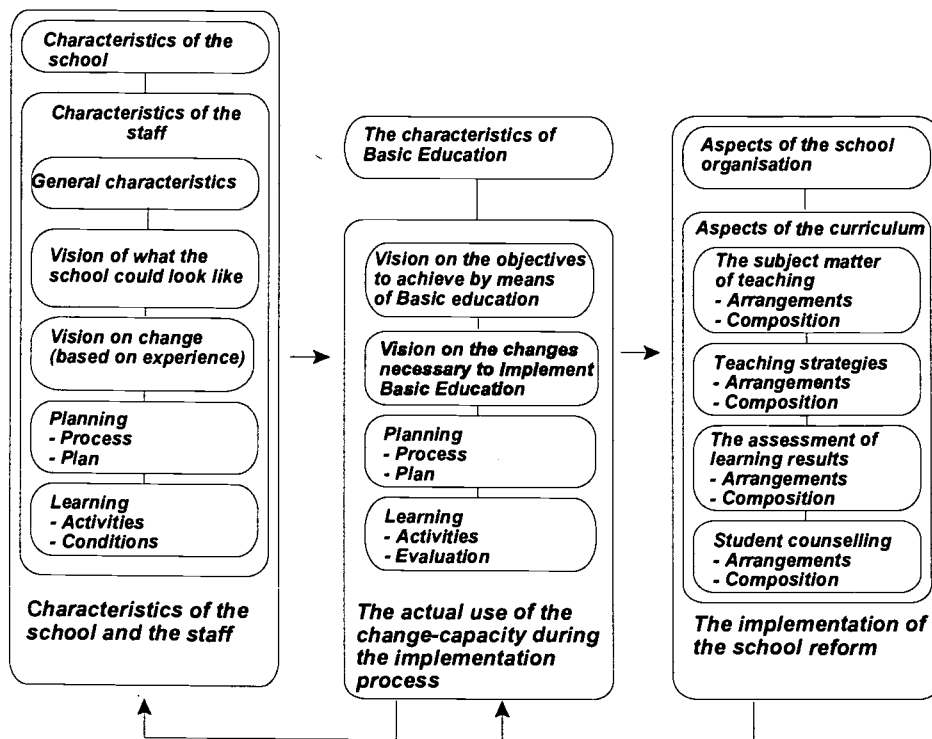 Characteristics of the
school
Characteristics of the
staff
General characteristics
Vision of what the
school could look like
Vision on change
(based on experience)
Planning
- Process
- Plan
Learning
- Activities
- Conditions
Characteristics of the
school and the staff
The characteristics of
Basic Education
Vision on the objectives
to achieve by means
of Basic education
Vision on the changes
necessary to implement
Basic Education
Planning
- Process
- Plan
Learning
- Activities
- Evaluation
The actual use of the
change-capacity during
the implementation
process
Aspects of the school
organisation
Aspects of the curriculum
The subject matter
of teaching
- Arrangements
- Composition
Teaching strategies
- Arrangements
- Composition
The assessment of
learning results
- Arrangements
- Composition
Student counselling
- Arrangements
- Composition
The implementation of
the school reform